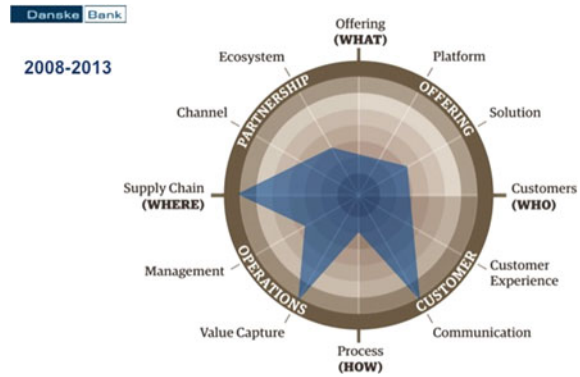 Danske Bank
2008-2013
Offering
(WHAT)
Ecosystem
Platform
PARTNERSHIP
OFFERING
Channel
Solution
Supply Chain
(WHERE)
Customers
(WHO)
Management
Customer
Experience
OPERATIONS
CUSTOMER
Value Capture
Communication
Process
(HOW)